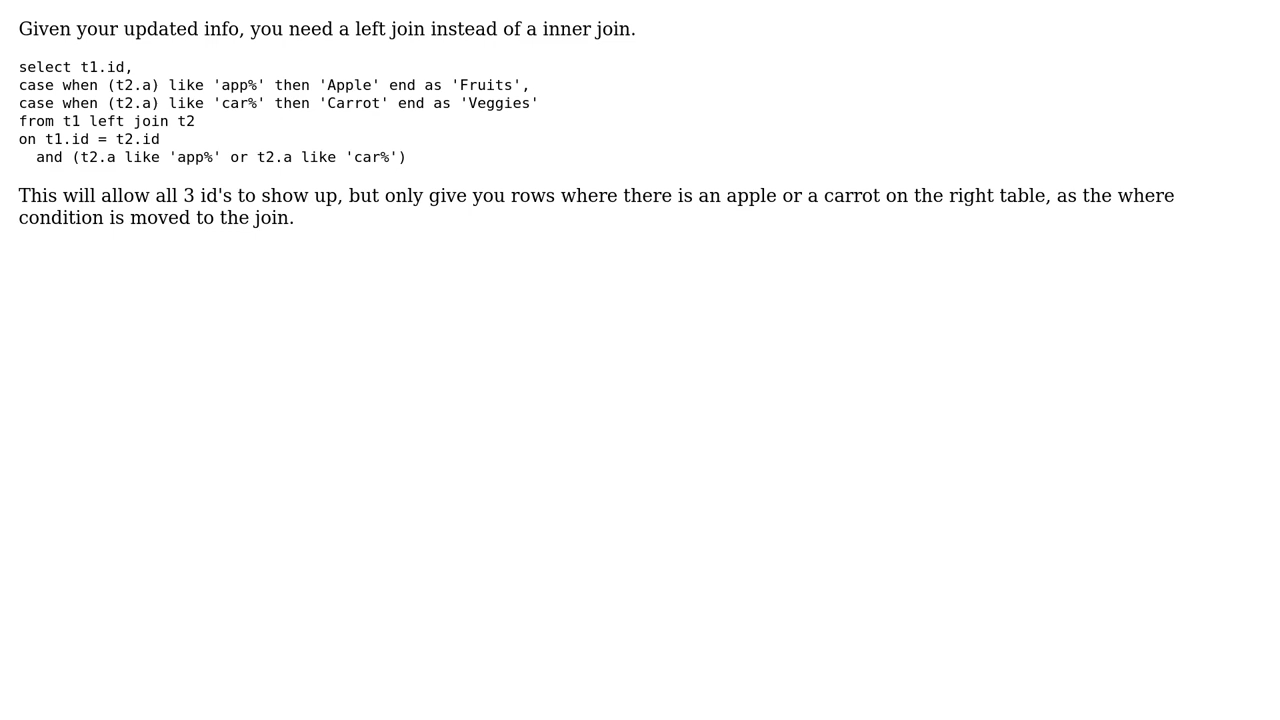 Given your updated info, you need a left join instead of a inner join.
select t1.id,
case when (t2.a) like 'app%' then 'Apple' end as 'Fruits',
case when (t2.a) like 'car%' then 'Carrot' end as 'Veggies'
from t1 left join t2
on t1.id = t2.id
  and (t2.a like 'app%' or t2.a like 'car%')
This will allow all 3 id's to show up, but only give you rows where there is an apple or a carrot on the right table, as the where
condition is moved to the join.